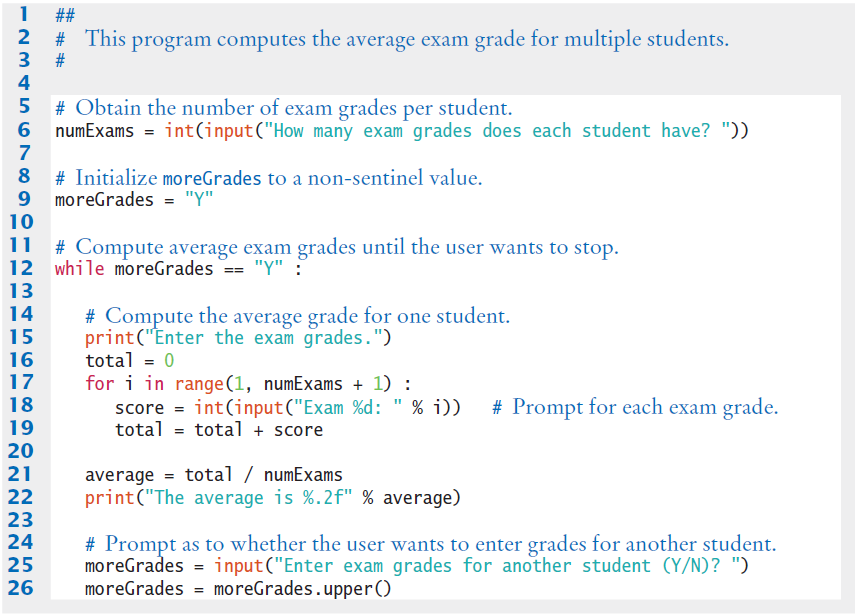 1 ##
2 # This program computes the average exam grade for multiple students.
3 #
4
5 # Obtain the number of exam grades per student.
6 numExams = int(input("How many exam grades does each student have? "))
7
8 # Initialize moreGrades to a non-sentinel value.
9 moreGrades = "Y"
10
11 # Compute average exam grades until the user wants to stop.
12 while moreGrades == "Y" :
13
14    # Compute the average grade for one student.
15    print("Enter the exam grades.")
16    total = 0
17    for i in range(1, numExams + 1) :
18       score = int(input("Exam %d: " % i))   # Prompt for each exam grade.
19       total = total + score
20
21    average = total / numExams
22    print("The average is %.2f" % average)
23
24    # Prompt as to whether the user wants to enter grades for another student.
25    moreGrades = input("Enter exam grades for another student (Y/N)? ")
26    moreGrades = moreGrades.upper()